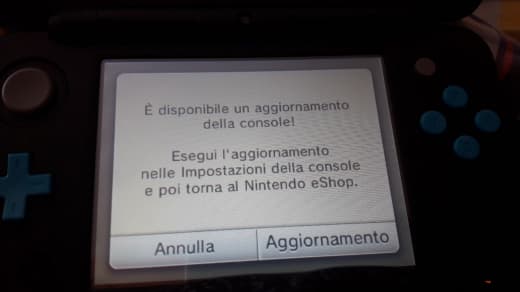 È disponibile un aggiornamento
della console!
Esegui l'aggiornamento
nelle Impostazioni della console
e poi torna al Nintendo eShop.
Annulla
Aggiornamento